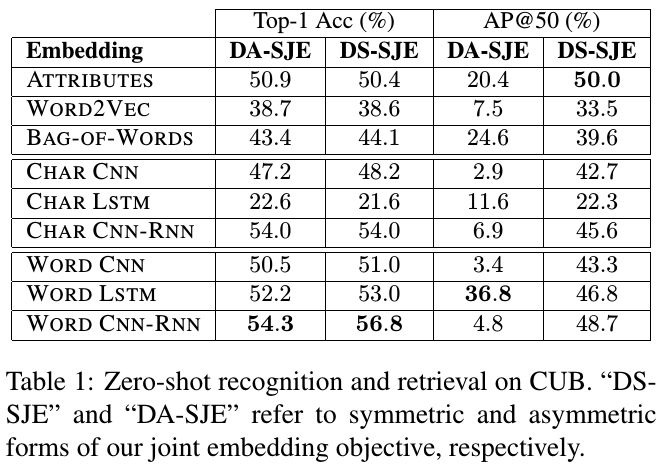 Top-1 Acc (%) AP@50 (%)
Embedding DA-SJE DS-SJE DA-SJE DS-SJE
ATTRIBUTES 50.9 50.4 20.4 50.0
WORD2VEC 38.7 38.6 7.5 33.5
BAG-OF-WORDS 43.4 44.1 24.6 39.6
CHAR CNN 47.2 48.2 2.9 42.7
CHAR LSTM 22.6 21.6 11.6 22.3
CHAR CNN-RNN 54.0 54.0 6.9 45.6
WORD CNN 50.5 51.0 3.4 43.3
WORD LSTM 52.2 53.0 36.8 46.8
WORD CNN-RNN 54.3 56.8 4.8 48.7
Table 1: Zero-shot recognition and retrieval on CUB. “DS-
SJE” and “DA-SJE” refer to symmetric and asymmetric
forms of our joint embedding objective, respectively.